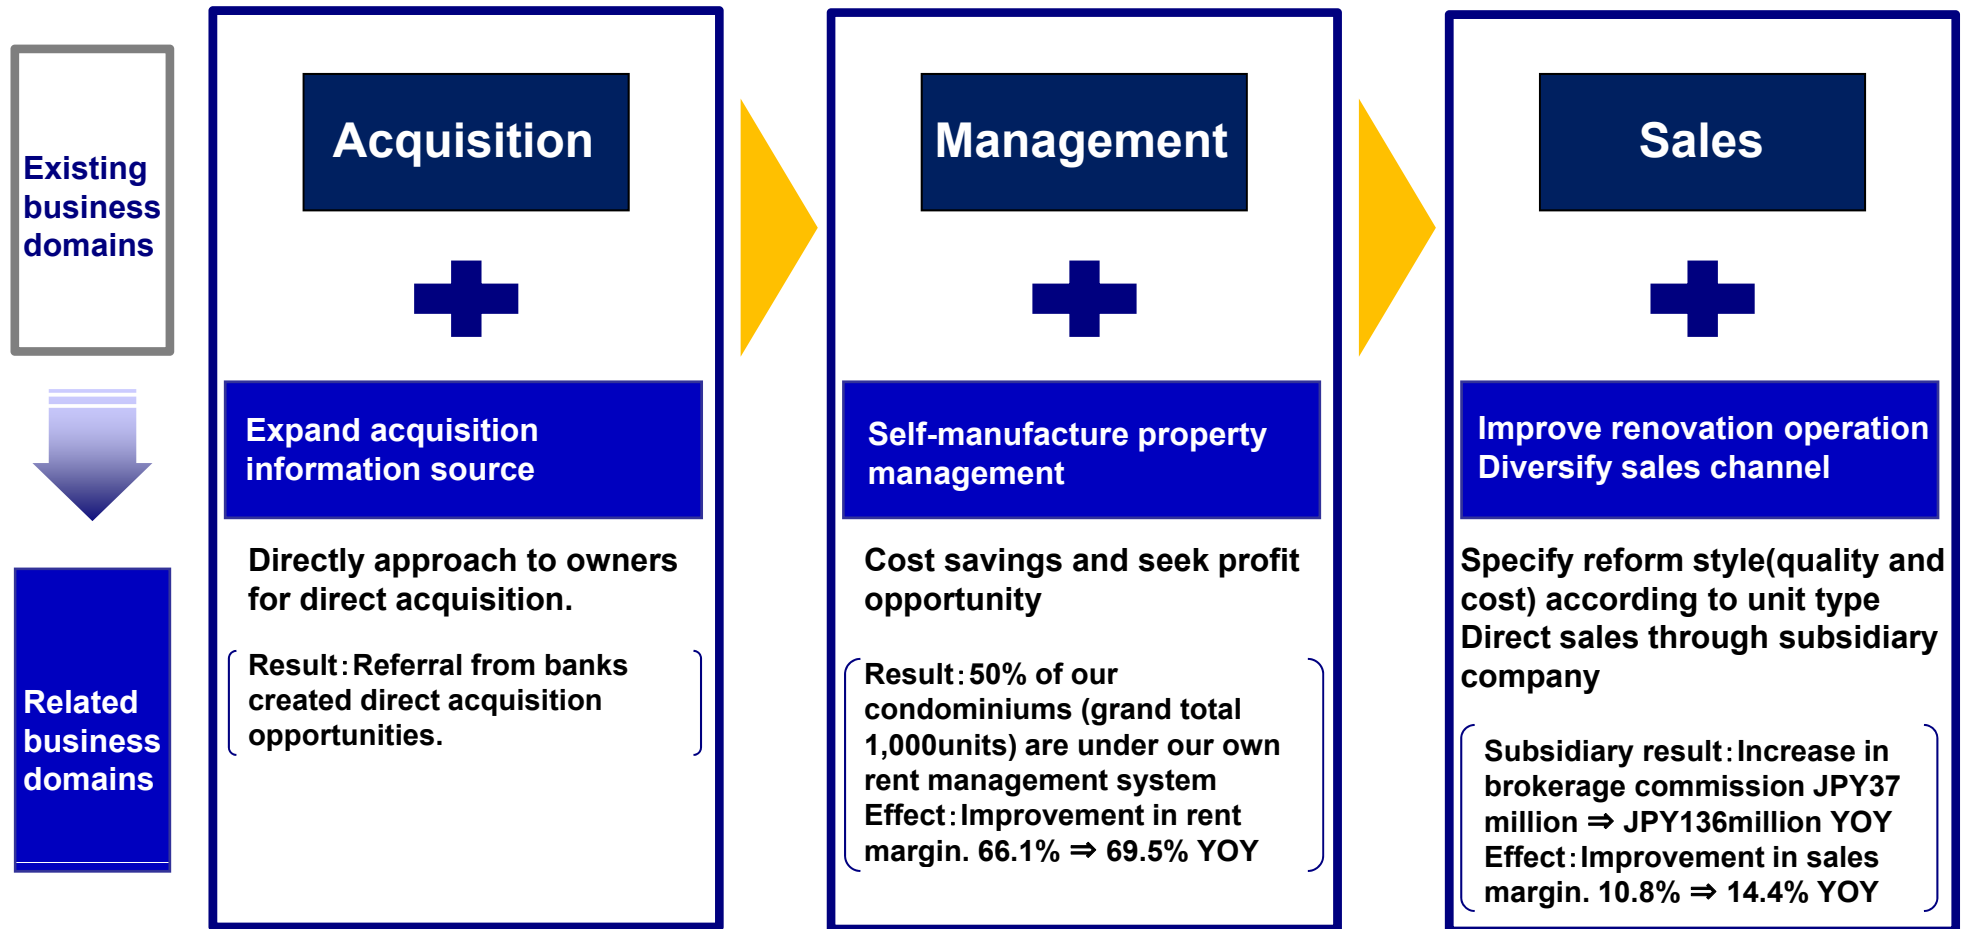 Existing
business
domains
Related
business
domains
Acquisition
Expand acquisition
information source
Directly approach to owners
for direct acquisition.
Result:Referral from banks
created direct acquisition
opportunities.
Management
Self-manufacture property
management
Cost savings and seek profit
opportunity
Result:50% of our
condominiums (grand total
1,000units) are under our own
rent management system
Effect:Improvement in rent
margin. 66.1% ⇒ 69.5% YOY
Sales
Improve renovation operation
Diversify sales channel
Specify reform style(quality and
cost) according to unit type
Direct sales through subsidiary
company
Subsidiary result:Increase in
brokerage commission JPY37
million ⇒ JPY136million YOY
Effect:Improvement in sales
margin. 10.8% ⇒ 14.4% YOY